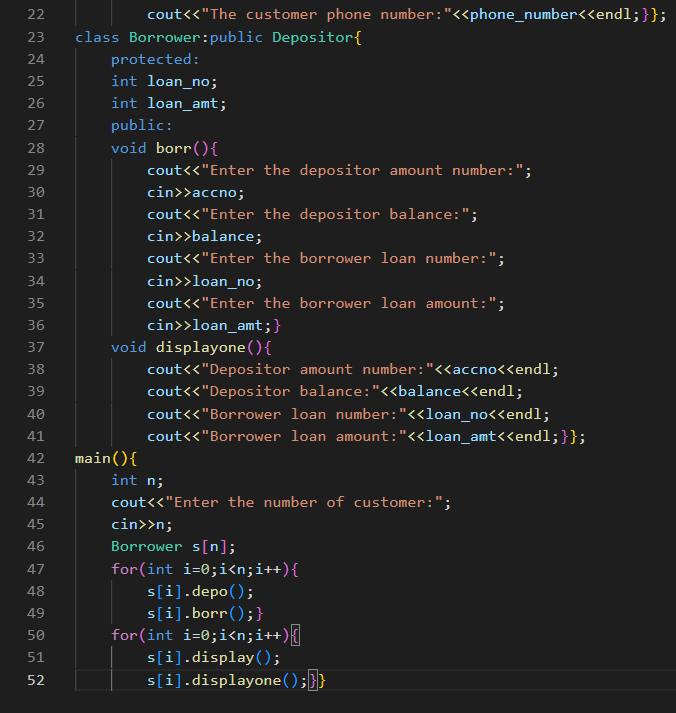 22 cout<<"The customer phone number:"<<phone_number<<endl;}};
23 class Borrower:public Depositor{
24 protected:
25 int loan_no;
26 int loan_amt;
27 public:
28 void borr(){
29 cout<<"Enter the depositor amount number:";
30 cin>>accno;
31 cout<<"Enter the depositor balance:";
32 cin>>balance;
33 cout<<"Enter the borrower loan number:";
34 cin>>loan_no;
35 cout<<"Enter the borrower loan amount:";
36 cin>>loan_amt;}
37 void displayone(){
38 cout<<"Depositor amount number:"<<accno<<endl;
39 cout<<"Depositor balance:"<<balance<<endl;
40 cout<<"Borrower loan number:"<<loan_no<<endl;
41 cout<<"Borrower loan amount:"<<loan_amt<<endl;}};
42 main(){
43 int n;
44 cout<<"Enter the number of customer:";
45 cin>>n;
46 Borrower s[n];
47 for(int i=0;i<n;i++){
48 s[i].depo();
49 s[i].borr();}
50 for(int i=0;i<n;i++){
51 s[i].display();
52 s[i].displayone();}}